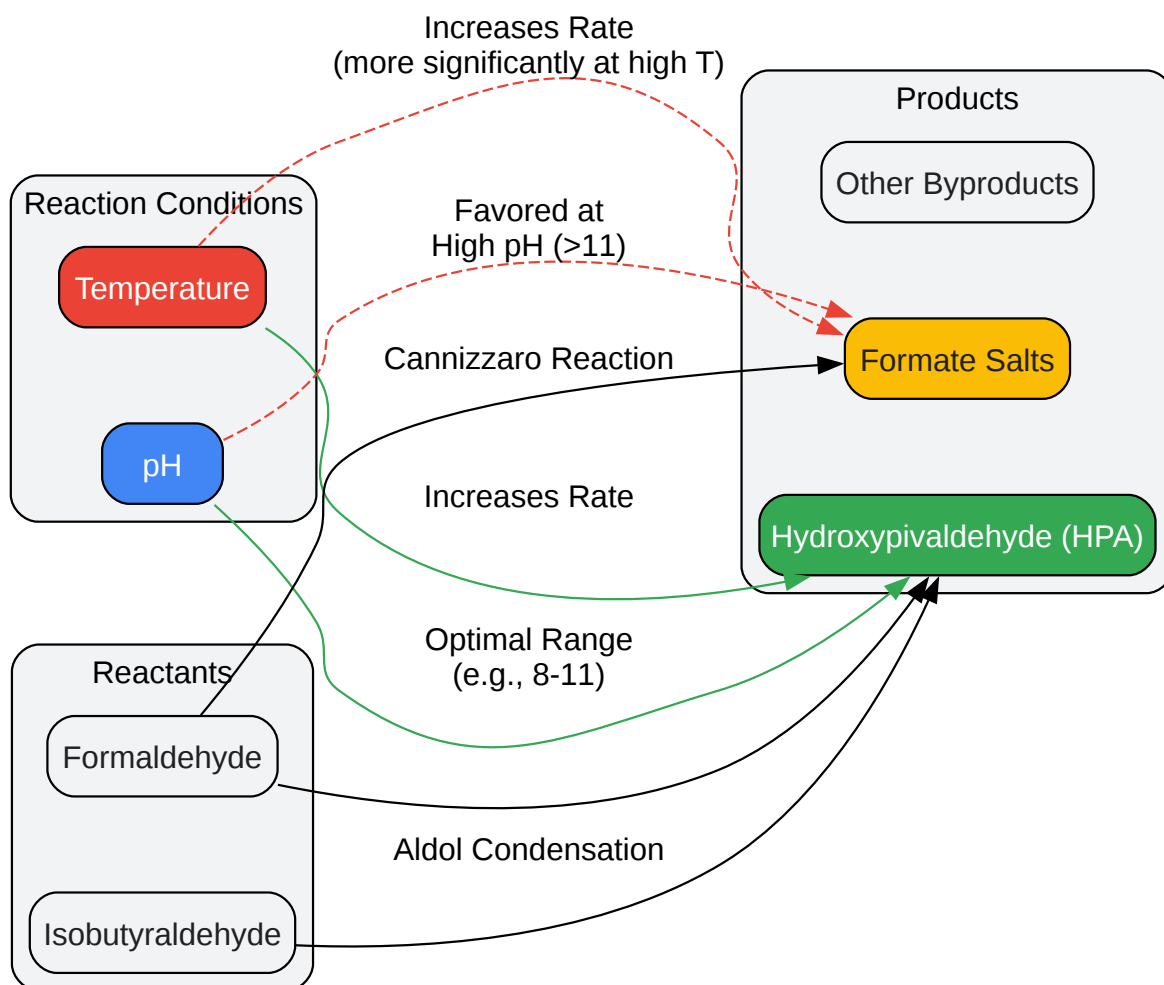 Increases Rate
(more significantly at high T)
Products
Other Byproducts
Reaction Conditions
Favored at
High pH (>11)
Temperature
Cannizzaro Reaction
Formate Salts
pH
Increases Rate
Hydroxypivaldehyde (HPA)
Optimal Range
(e.g., 8-11)
Reactants
Formaldehyde
Aldol Condensation
Isobutyraldehyde